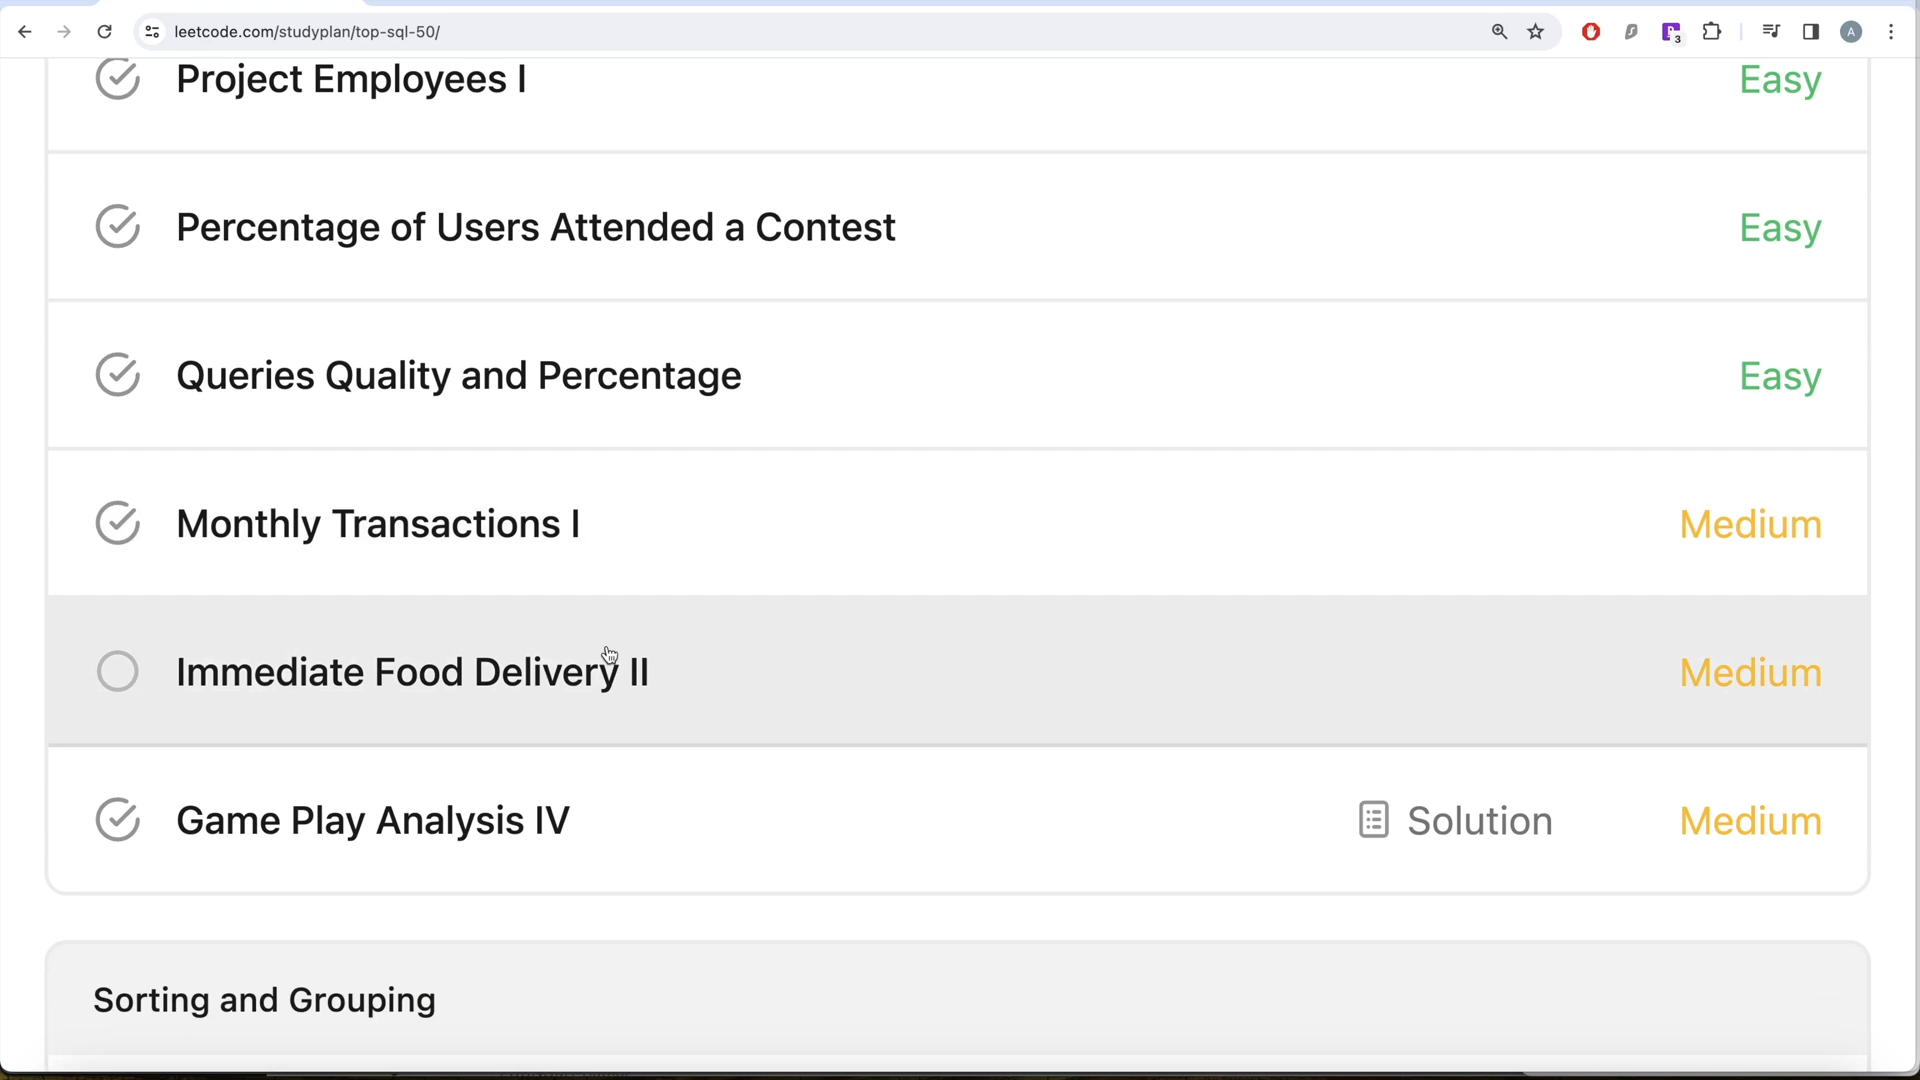 leetcode.com/studyplan/top-sql-50/
3
A
Project Employees I
Easy
Percentage of Users Attended a Contest
Easy
Queries Quality and Percentage
Easy
Monthly Transactions I
Medium
Immediate Food Delivery II
Medium
Game Play Analysis IV
Solution
Medium
Sorting and Grouping